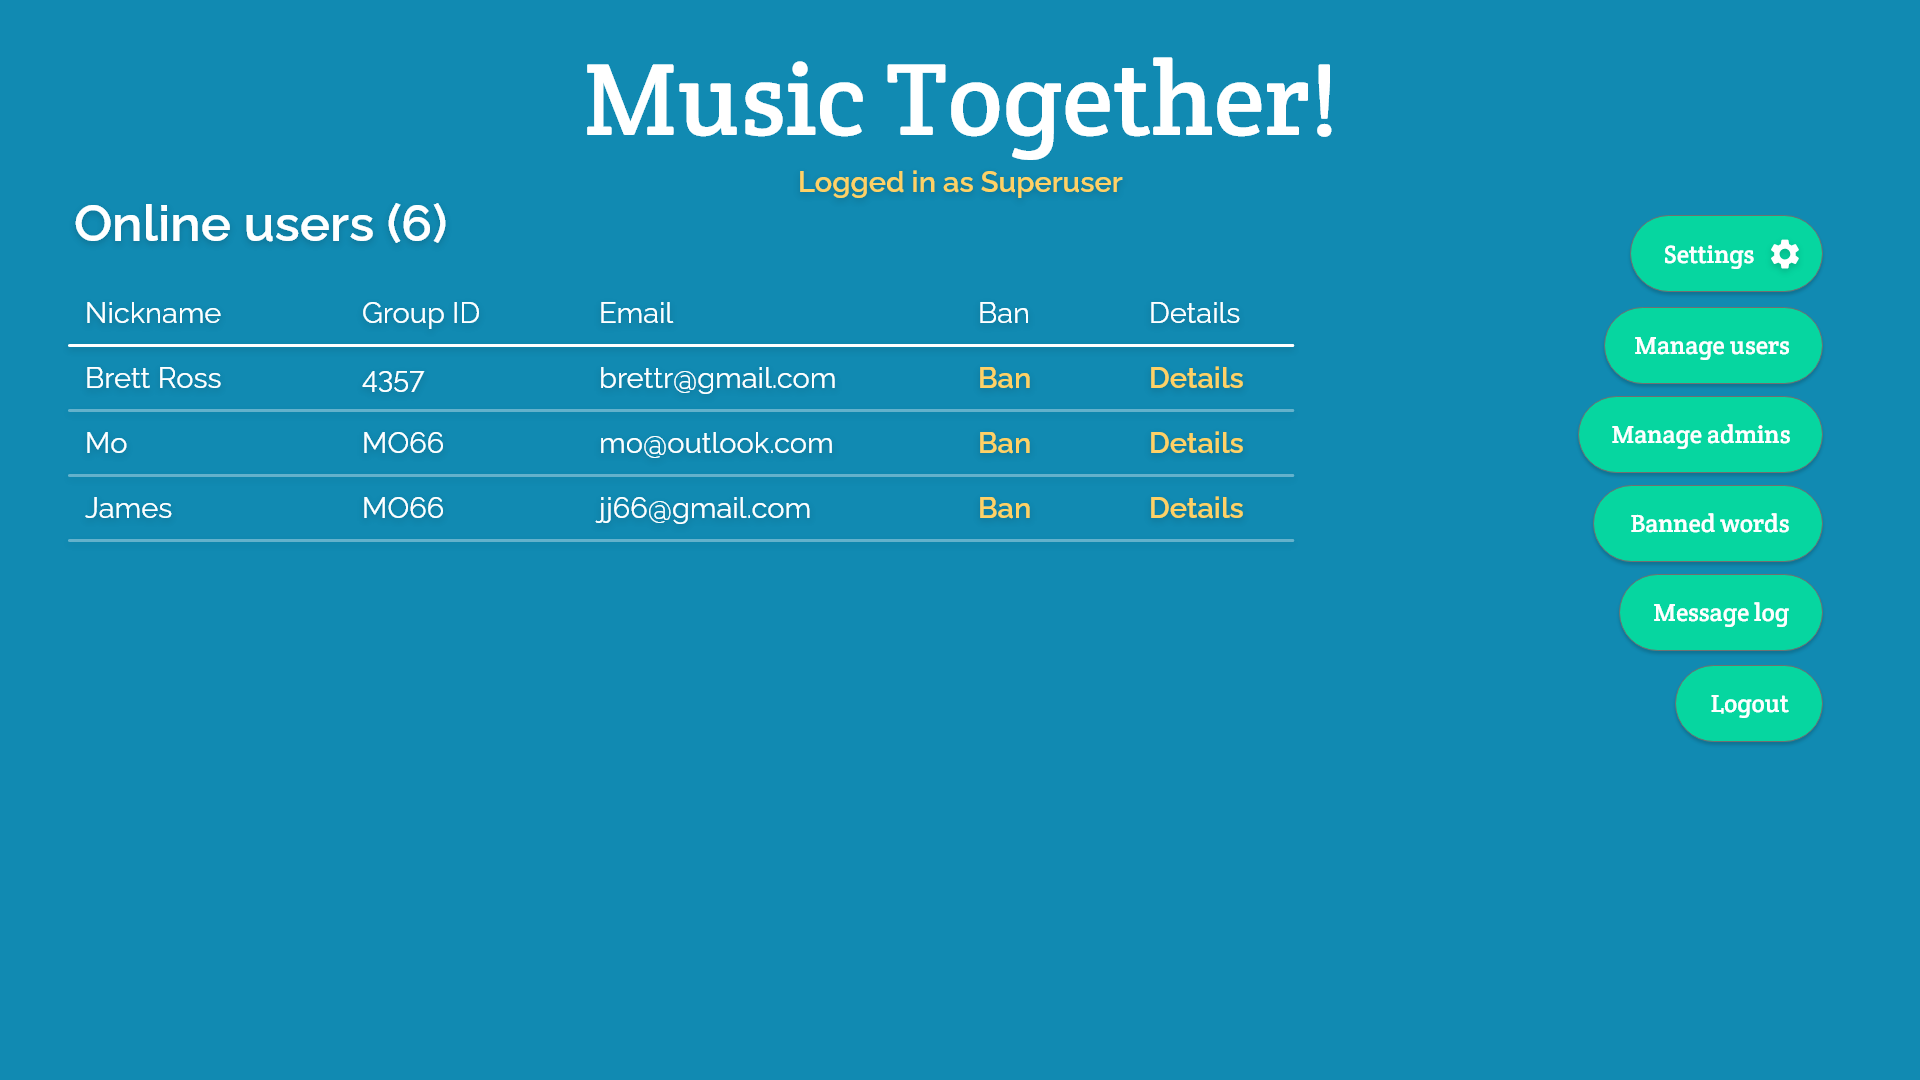 Music Together!
Logged in as Superuser
Online users (6)
Nickname Group ID Email Ban Details
Brett Ross 4357 brettr@gmail.com Ban Details
Mo MO66 mo@outlook.com Ban Details
James MO66 jj66@gmail.com Ban Details
Settings
Manage users
Manage admins
Banned words
Message log
Logout